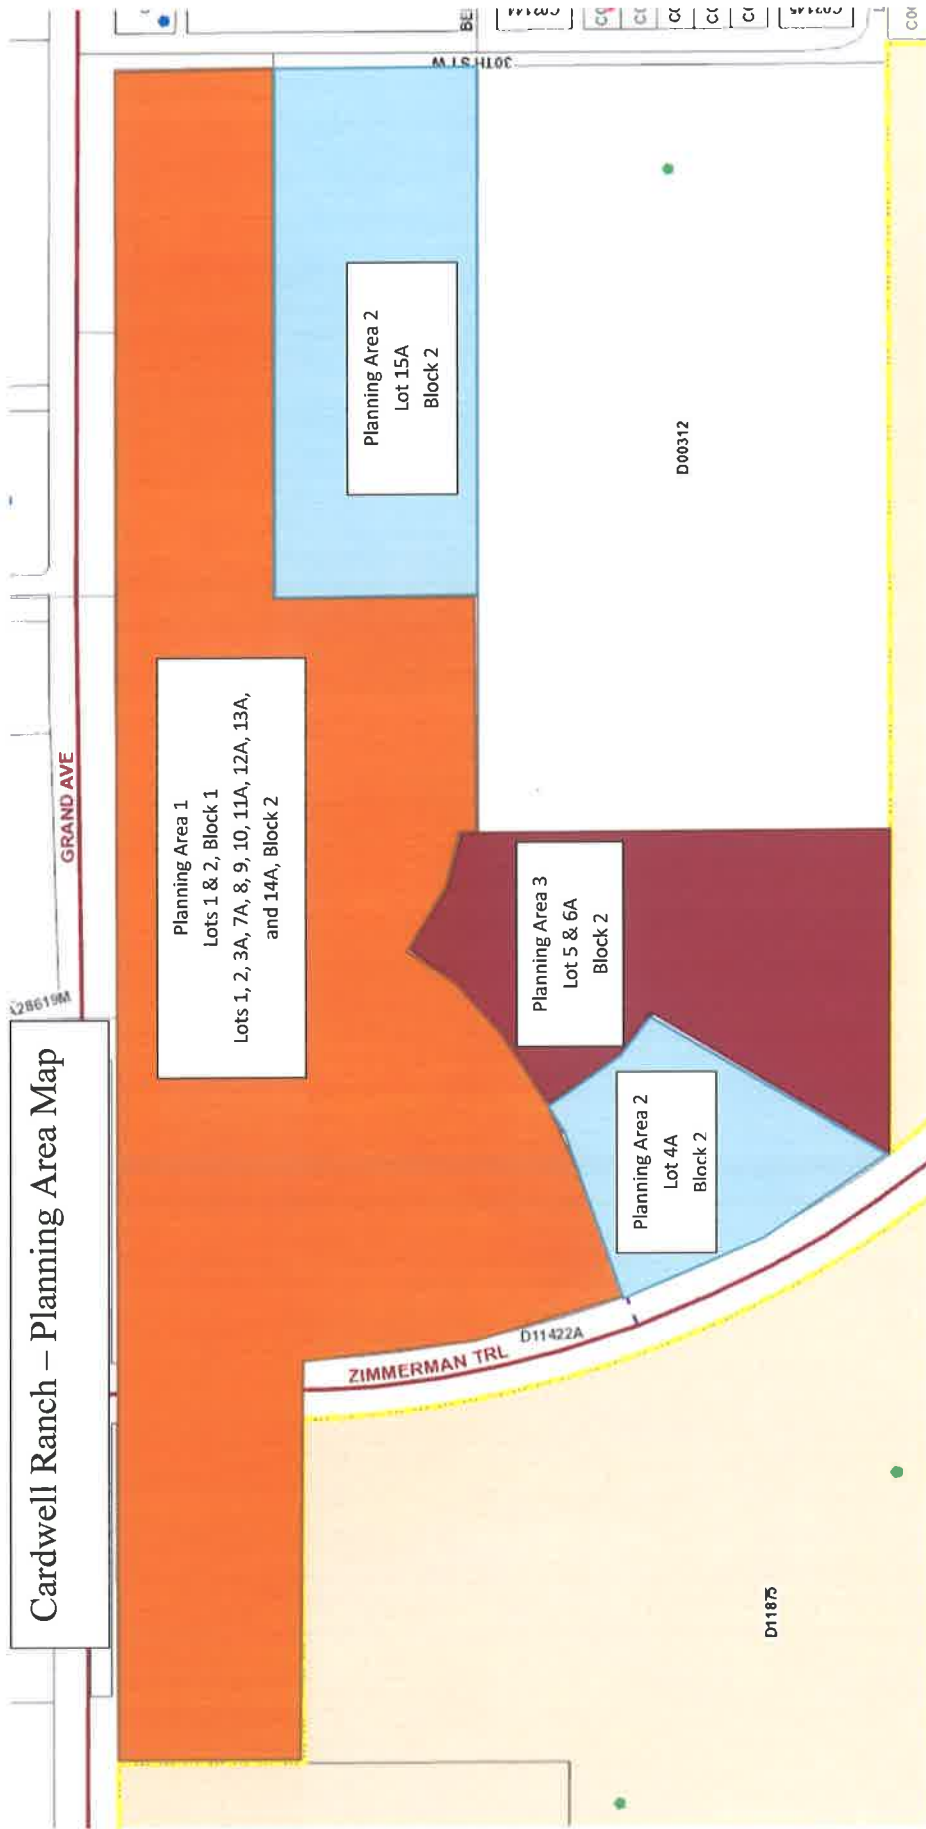 Cardwell Ranch – Planning Area Map
A28619M
GRAND AVE
Planning Area 1
Lots 1 & 2, Block 1
Lots 1, 2, 3A, 7A, 8, 9, 10, 11A, 12A, 13A,
and 14A, Block 2
30TH ST W
Planning Area 2
Lot 15A
Block 2
ZIMMERMAN TRL
D11422A
Planning Area 3
Lot 5 & 6A
Block 2
Planning Area 2
Lot 4A
Block 2
D00312
D11875